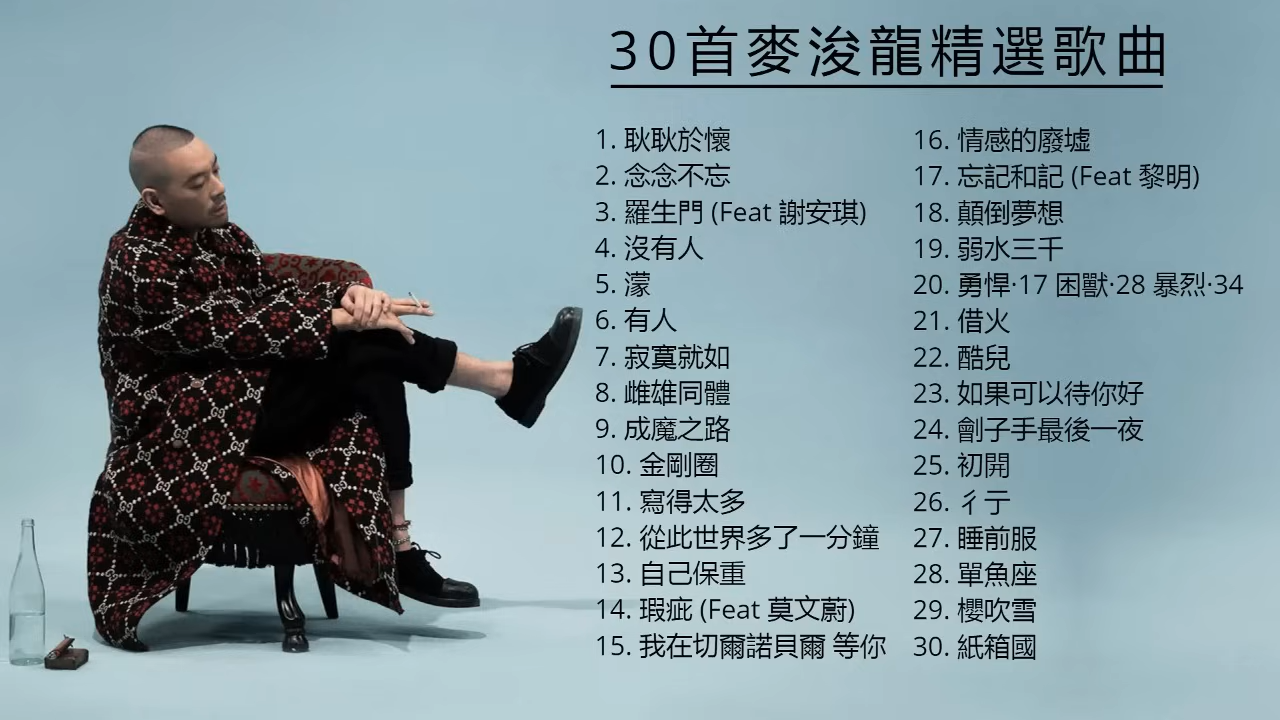 30首麥浚龍精選歌曲
1. 耿耿於懷
2. 念念不忘
3. 羅生門 (Feat 謝安琪)
4. 沒有人
5. 濛
6. 有人
7. 寂寞就如
8. 雌雄同體
9. 成魔之路
10. 金剛圈
11. 寫得太多
12. 從此世界多了一分鐘
13. 自己保重
14. 瑕疵 (Feat 莫文蔚)
15. 我在切爾諾貝爾 等你
16. 情感的廢墟
17. 忘記和記 (Feat 黎明)
18. 顛倒夢想
19. 弱水三千
20. 勇悍·17 困獸·28 暴烈·34
21. 借火
22. 酷兒
23. 如果可以待你好
24. 劊子手最後一夜
25. 初開
26. 彳亍
27. 睡前服
28. 單魚座
29. 櫻吹雪
30. 紙箱國